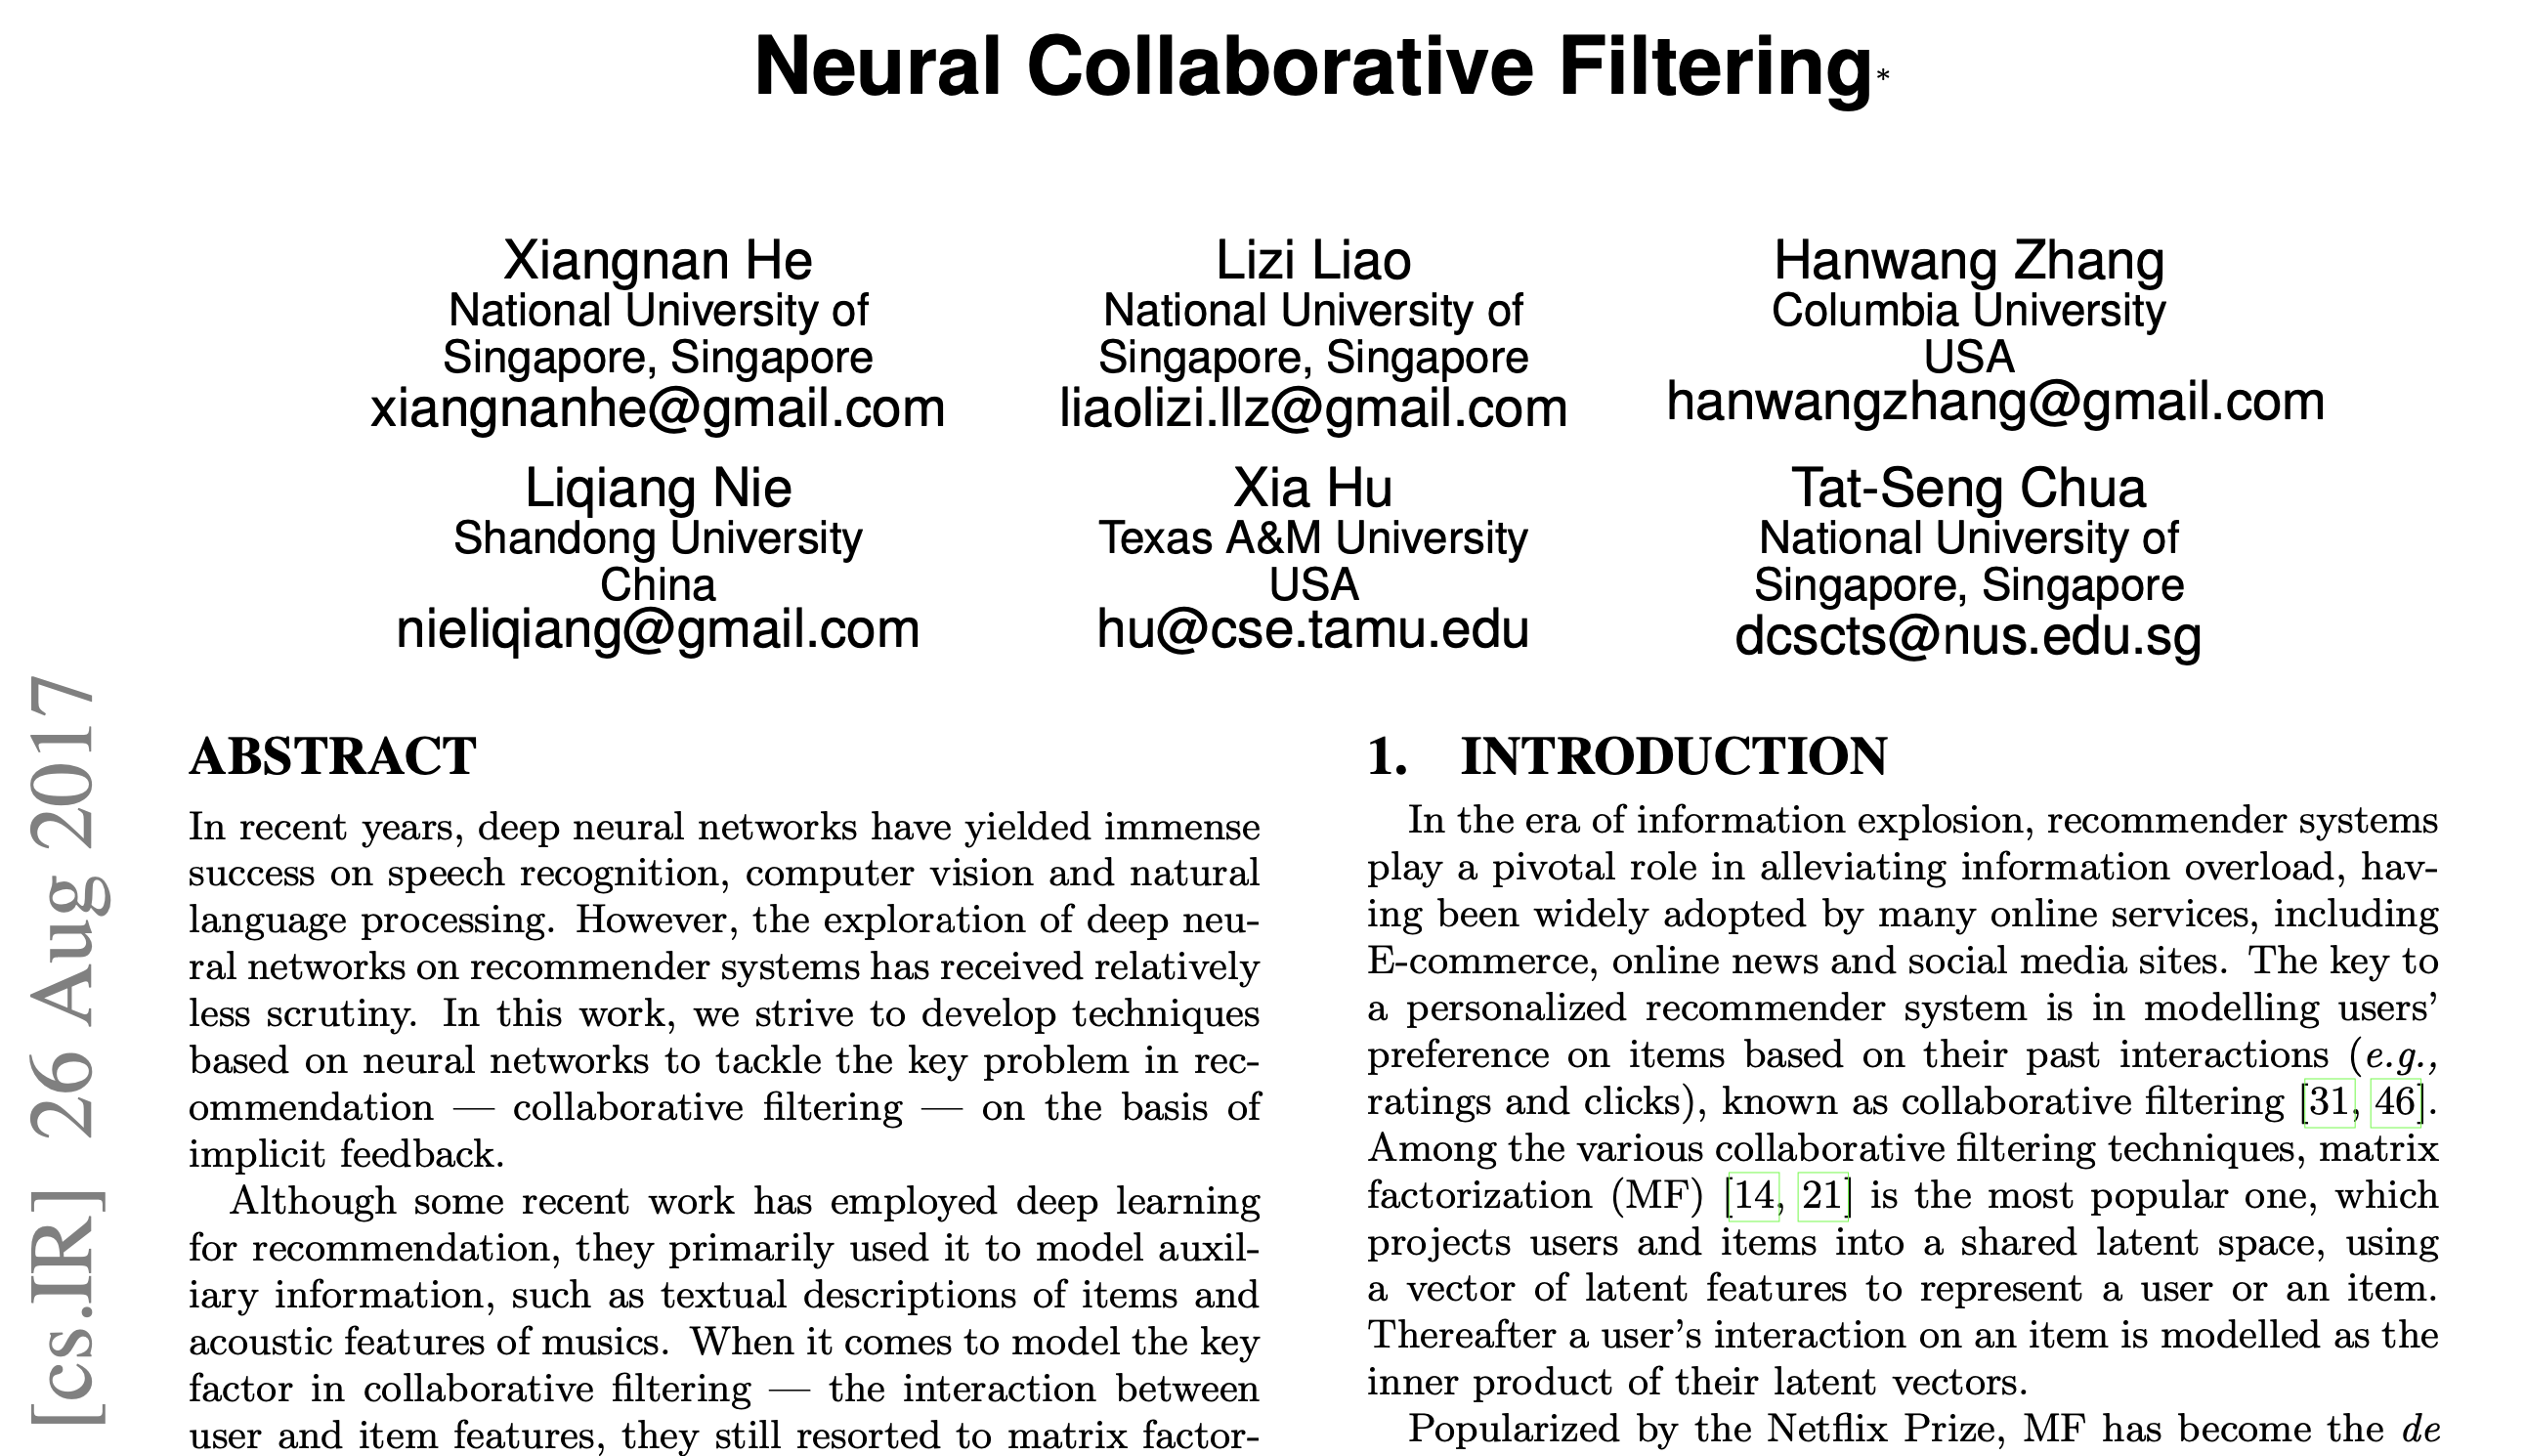 Neural Collaborative Filtering*
Xiangnan He
National University of
Singapore, Singapore
xiangnanhe@gmail.com
Lizi Liao
National University of
Singapore, Singapore
liaolizi.llz@gmail.com
Hanwang Zhang
Columbia University
USA
hanwangzhang@gmail.com
Liqiang Nie
Shandong University
China
nieliqiang@gmail.com
Xia Hu
Texas A&M University
USA
hu@cse.tamu.edu
Tat-Seng Chua
National University of
Singapore, Singapore
dcscts@nus.edu.sg
[cs.IR] 26 Aug 2017
ABSTRACT
In recent years, deep neural networks have yielded immense
success on speech recognition, computer vision and natural
language processing. However, the exploration of deep neu-
ral networks on recommender systems has received relatively
less scrutiny. In this work, we strive to develop techniques
based on neural networks to tackle the key problem in rec-
ommendation — collaborative filtering — on the basis of
implicit feedback.
Although some recent work has employed deep learning
for recommendation, they primarily used it to model auxil-
iary information, such as textual descriptions of items and
acoustic features of musics. When it comes to model the key
factor in collaborative filtering — the interaction between
user and item features, they still resorted to matrix factor-
1. INTRODUCTION
In the era of information explosion, recommender systems
play a pivotal role in alleviating information overload, hav-
ing been widely adopted by many online services, including
E-commerce, online news and social media sites. The key to
a personalized recommender system is in modelling users’
preference on items based on their past interactions (e.g.,
ratings and clicks), known as collaborative filtering [31, 46].
Among the various collaborative filtering techniques, matrix
factorization (MF) [14, 21] is the most popular one, which
projects users and items into a shared latent space, using
a vector of latent features to represent a user or an item.
Thereafter a user’s interaction on an item is modelled as the
inner product of their latent vectors.
Popularized by the Netflix Prize, MF has become the de